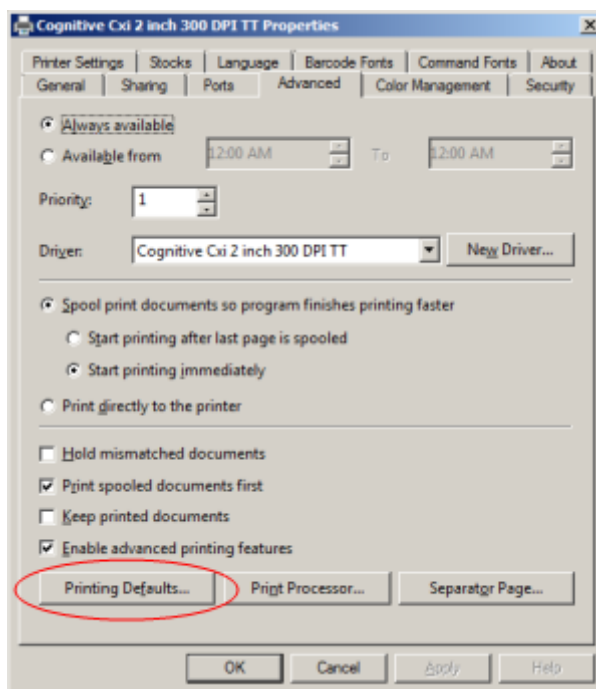 Cognitive Cxi 2 inch 300 DPI TT Properties
Printer Settings Stocks Language Barcode Fonts Command Fonts About
General Sharing Ports Advanced Color Management Security
Always available
Available from 12:00 AM To 12:00 AM
Priority: 1
Driver: Cognitive Cxi 2 inch 300 DPI TT New Driver...
Spool print documents so program finishes printing faster
Start printing after last page is spooled
Start printing immediately
Print directly to the printer
Hold mismatched documents
Print spooled documents first
Keep printed documents
Enable advanced printing features
Printing Defaults... Print Processor... Separator Page...
OK Cancel Apply Help